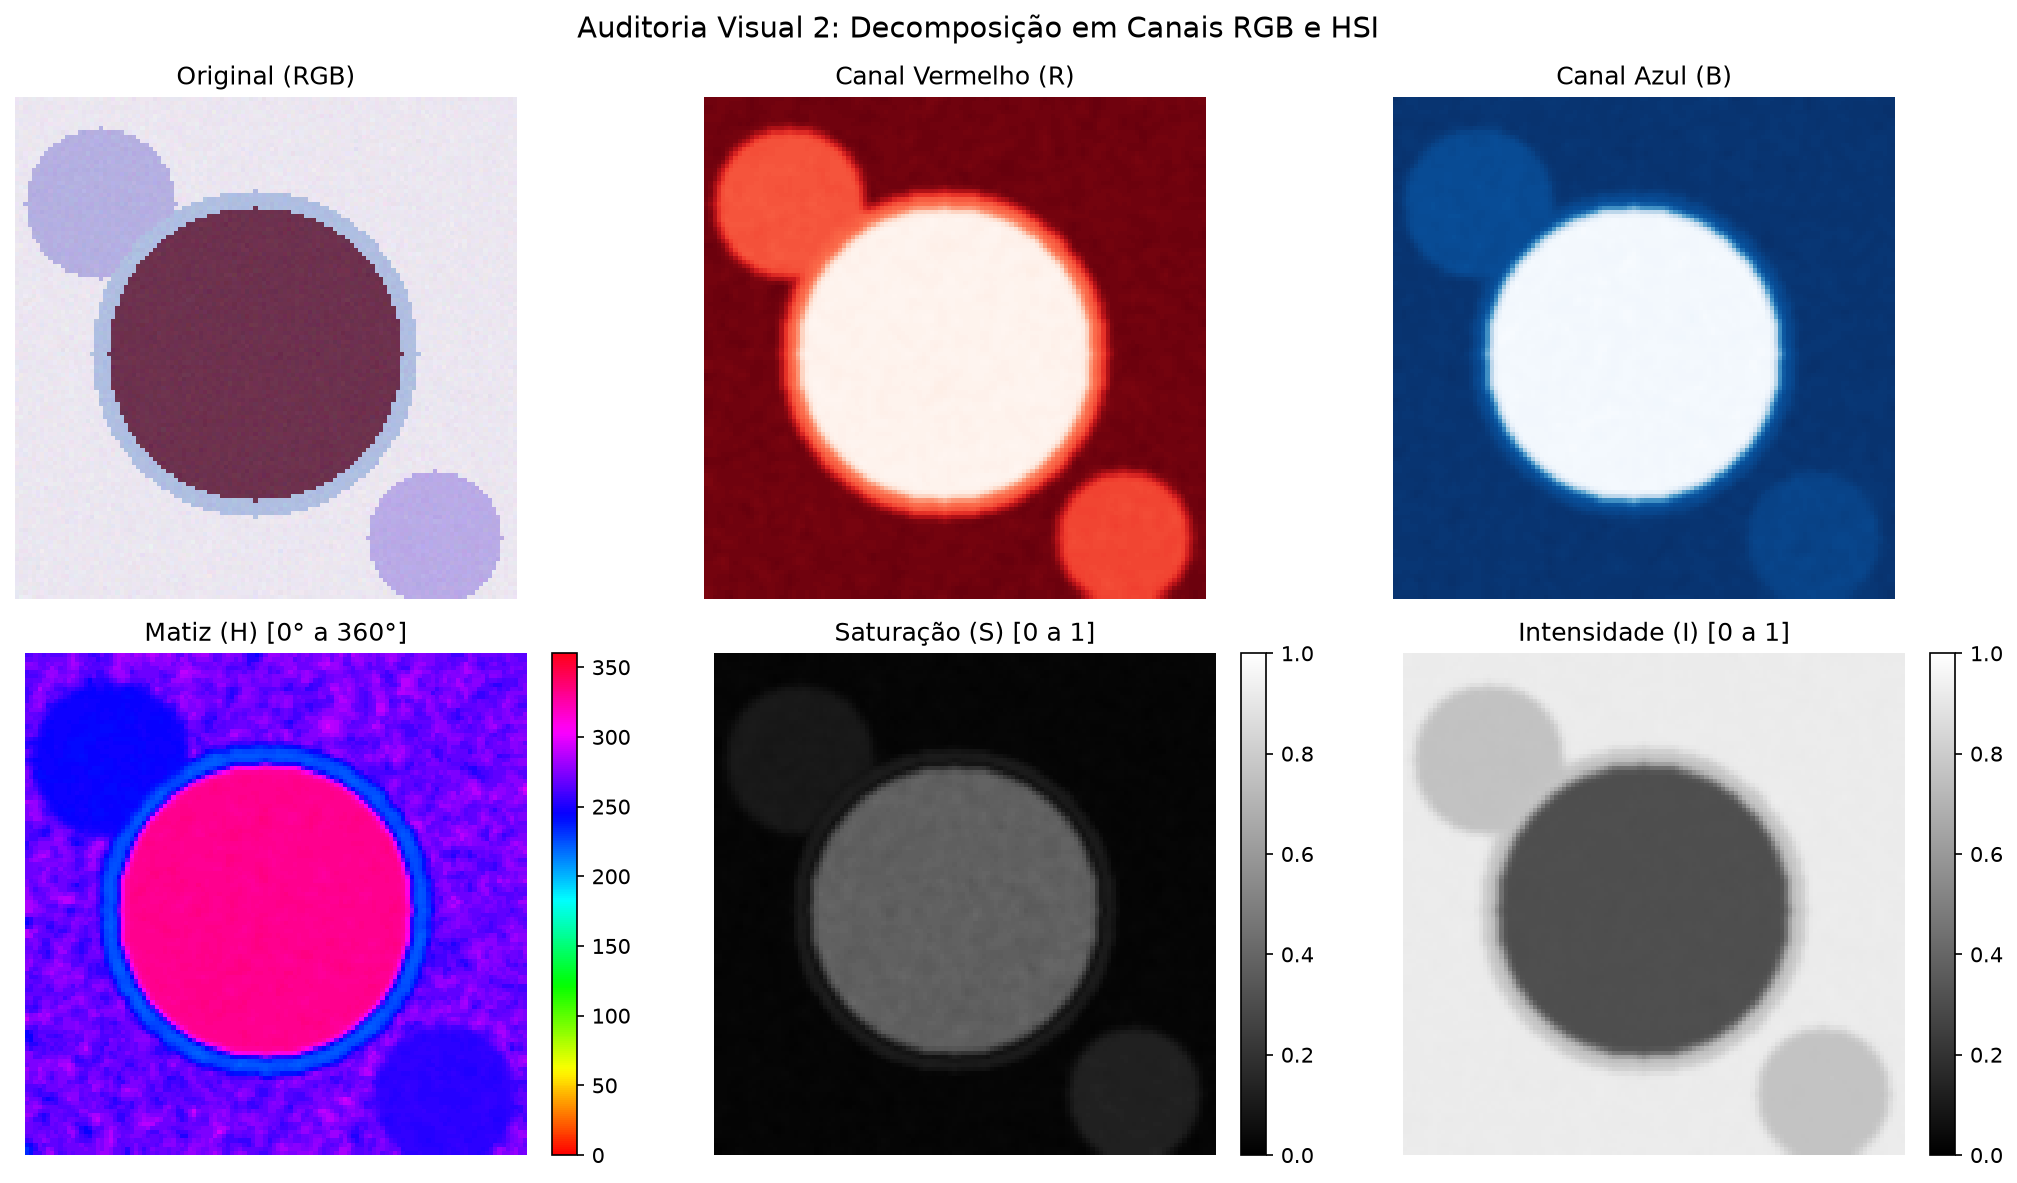 Auditoria Visual 2: Decomposição em Canais RGB e HSI
Original (RGB)
Canal Vermelho (R)
Canal Azul (B)
Matiz (H) [0° a 360°]
350
300
250
200
150
100
50
0
Saturação (S) [0 a 1]
1.0
0.8
0.6
0.4
0.2
0.0
Intensidade (I) [0 a 1]
1.0
0.8
0.6
0.4
0.2
0.0